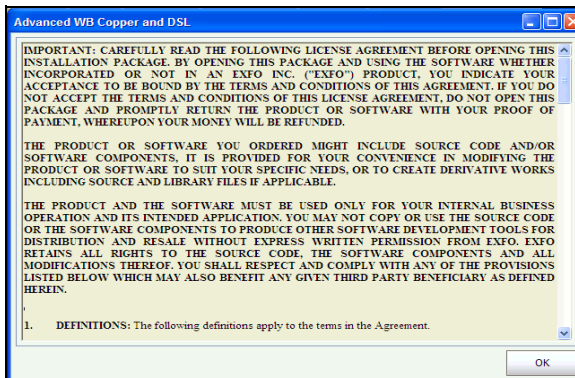 Advanced WB Copper and DSL
IMPORTANT: CAREFULLY READ THE FOLLOWING LICENSE AGREEMENT BEFORE OPENING THIS
INSTALLATION PACKAGE. BY OPENING THIS PACKAGE AND USING THE SOFTWARE WHETHER
INCORPORATED OR NOT IN AN EXFO INC. ("EXFO") PRODUCT, YOU INDICATE YOUR
ACCEPTANCE TO BE BOUND BY THE TERMS AND CONDITIONS OF THIS AGREEMENT. IF YOU DO
NOT ACCEPT THE TERMS AND CONDITIONS OF THIS LICENSE AGREEMENT, DO NOT OPEN THIS
PACKAGE AND PROMPTLY RETURN THE PRODUCT OR SOFTWARE WITH YOUR PROOF OF
PAYMENT, WHEREUPON YOUR MONEY WILL BE REFUNDED.
THE PRODUCT OR SOFTWARE YOU ORDERED MIGHT INCLUDE SOURCE CODE AND/OR
SOFTWARE COMPONENTS, IT IS PROVIDED FOR YOUR CONVENIENCE IN MODIFYING THE
PRODUCT OR SOFTWARE TO SUIT YOUR SPECIFIC NEEDS, OR TO CREATE DERIVATIVE WORKS
INCLUDING SOURCE AND LIBRARY FILES IF APPLICABLE.
THE PRODUCT AND THE SOFTWARE MUST BE USED ONLY FOR YOUR INTERNAL BUSINESS
OPERATION AND ITS INTENDED APPLICATION. YOU MAY NOT COPY OR USE THE SOURCE CODE
OR THE SOFTWARE COMPONENTS TO PRODUCE OTHER SOFTWARE DEVELOPMENT TOOLS FOR
DISTRIBUTION AND RESALE WITHOUT EXPRESS WRITTEN PERMISSION FROM EXFO. EXFO
RETAINS ALL RIGHTS TO THE SOURCE CODE, THE SOFTWARE COMPONENTS AND ALL
MODIFICATIONS THEREOF. YOU SHALL RESPECT AND COMPLY WITH ANY OF THE PROVISIONS
LISTED BELOW WHICH MAY ALSO BENEFIT ANY GIVEN THIRD PARTY BENEFICIARY AS DEFINED
HEREIN.
'
1. DEFINITIONS: The following definitions apply to the terms in the Agreement.
OK